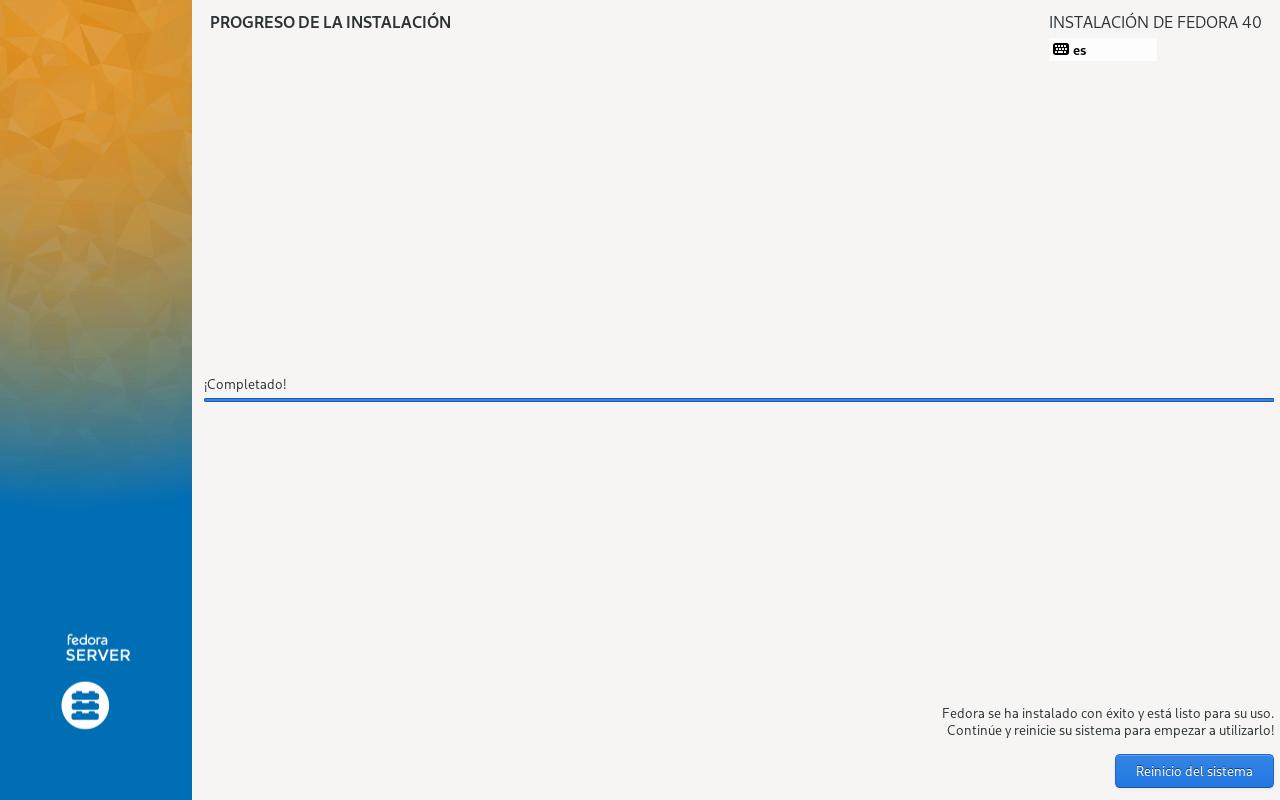 PROGRESO DE LA INSTALACIÓN
INSTALACIÓN DE FEDORA 40
es
¡Completado!
fedora
SERVER
Fedora se ha instalado con éxito y está listo para su uso.
Continúe y reinicie su sistema para empezar a utilizarlo!
Reinicio del sistema